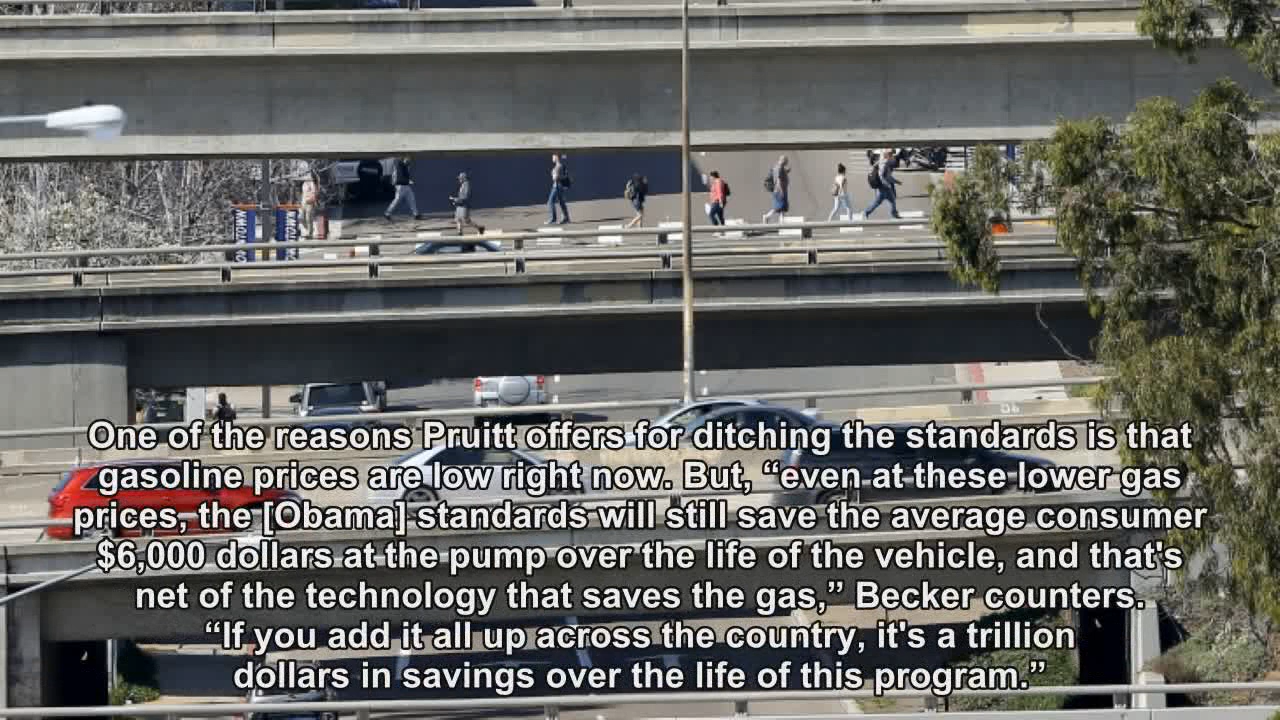 One of the reasons Pruitt offers for ditching the standards is that
gasoline prices are low right now. But, “even at these lower gas
prices, the [Obama] standards will still save the average consumer
$6,000 dollars at the pump over the life of the vehicle, and that's
net of the technology that saves the gas,” Becker counters.
“If you add it all up across the country, it's a trillion
dollars in savings over the life of this program.”